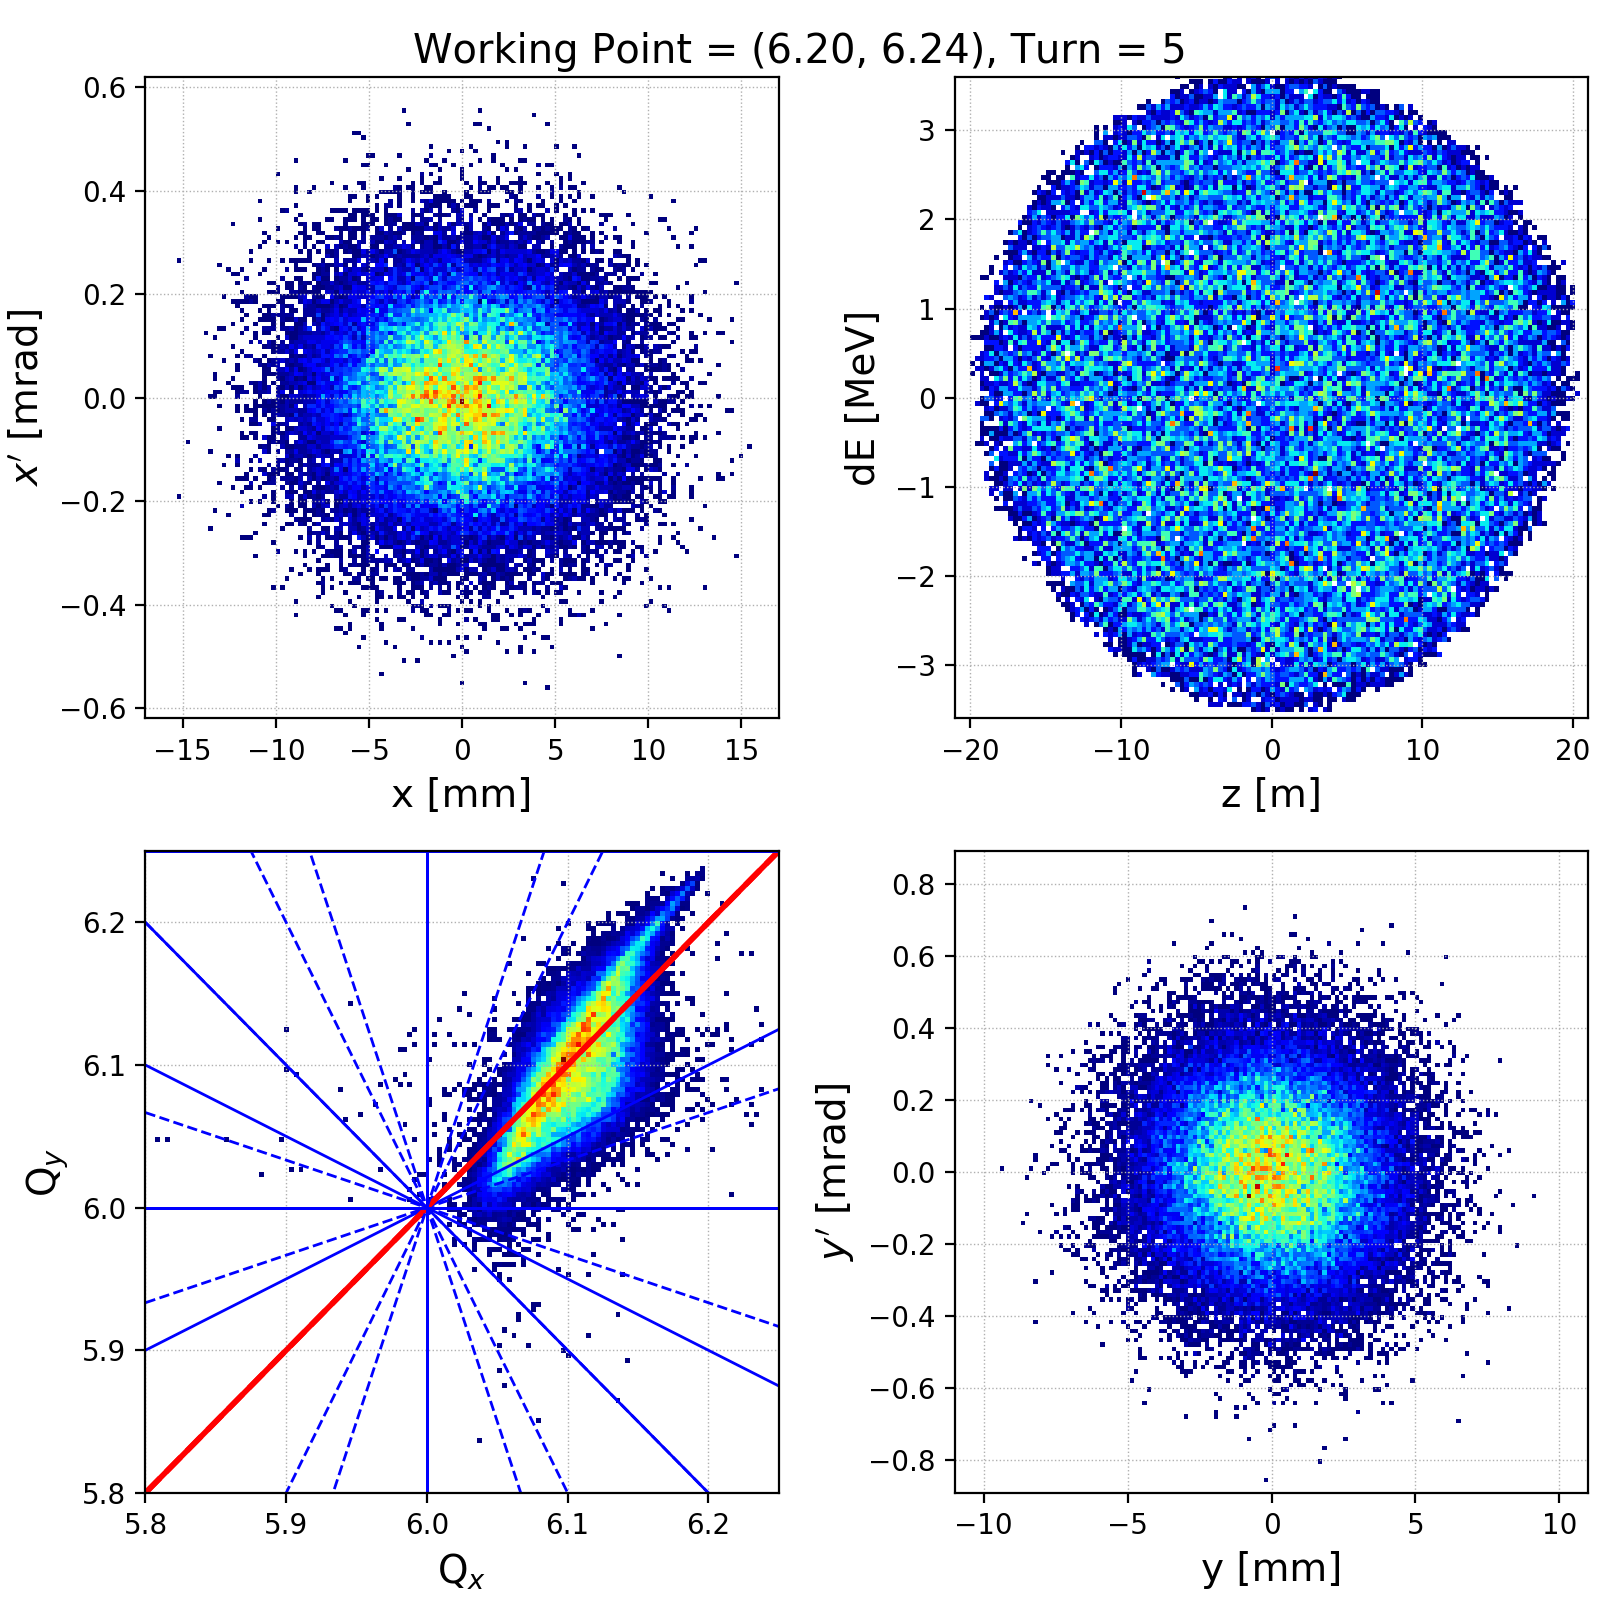 Working Point = (6.20, 6.24), Turn = 5
0.6
0.4
0.2
0.0
−0.2
−0.4
−0.6
x′ [mrad]
−15 −10 −5 0 5 10 15
x [mm]
3
2
1
0
−1
−2
−3
dE [MeV]
−20 −10 0 10 20
z [m]
6.2
6.1
6.0
5.9
5.8
Qy
5.8 5.9 6.0 6.1 6.2
Qx
0.8
0.6
0.4
0.2
0.0
−0.2
−0.4
−0.6
−0.8
y′ [mrad]
−10 −5 0 5 10
y [mm]